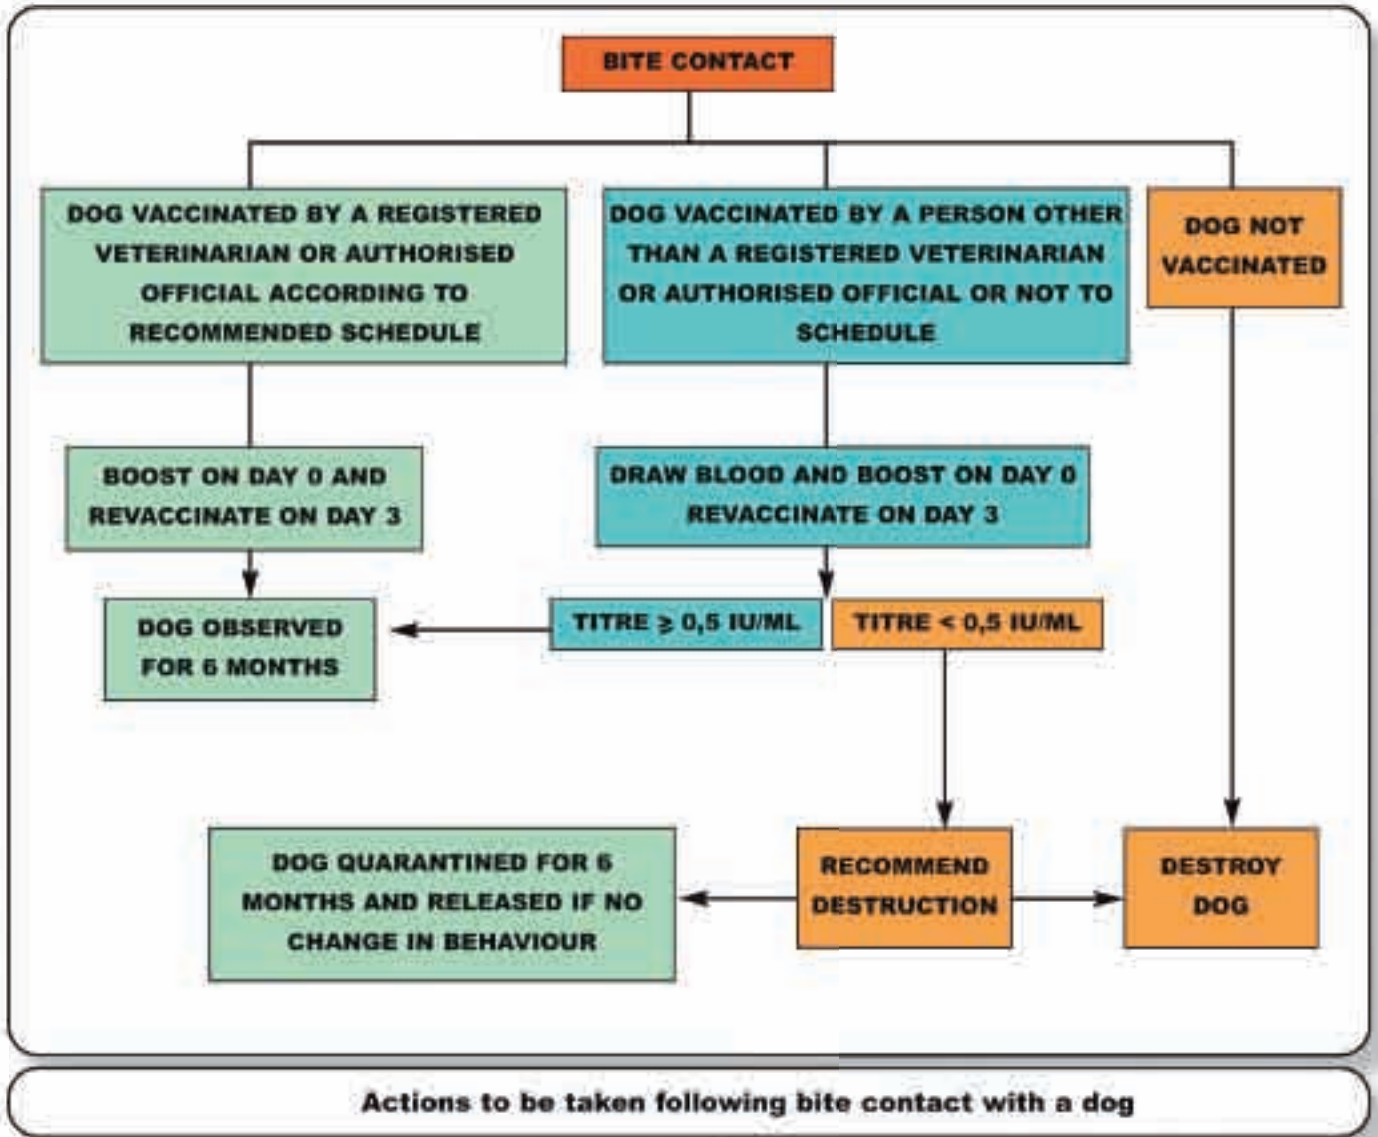 BITE CONTACT
DOG VACCINATED BY A REGISTERED
VETERINARIAN OR AUTHORISED
OFFICIAL ACCORDING TO
RECOMMENDED SCHEDULE
DOG VACCINATED BY A PERSON OTHER
THAN A REGISTERED VETERINARIAN
OR AUTHORISED OFFICIAL OR NOT TO
SCHEDULE
DOG NOT
VACCINATED
BOOST ON DAY 0 AND
REVACCINATE ON DAY 3
DRAW BLOOD AND BOOST ON DAY 0
REVACCINATE ON DAY 3
DOG OBSERVED
FOR 6 MONTHS
TITRE ≥ 0,5 IU/ML
TITRE < 0,5 IU/ML
DOG QUARANTINED FOR 6
MONTHS AND RELEASED IF NO
CHANGE IN BEHAVIOUR
RECOMMEND
DESTRUCTION
DESTROY
DOG
Actions to be taken following bite contact with a dog